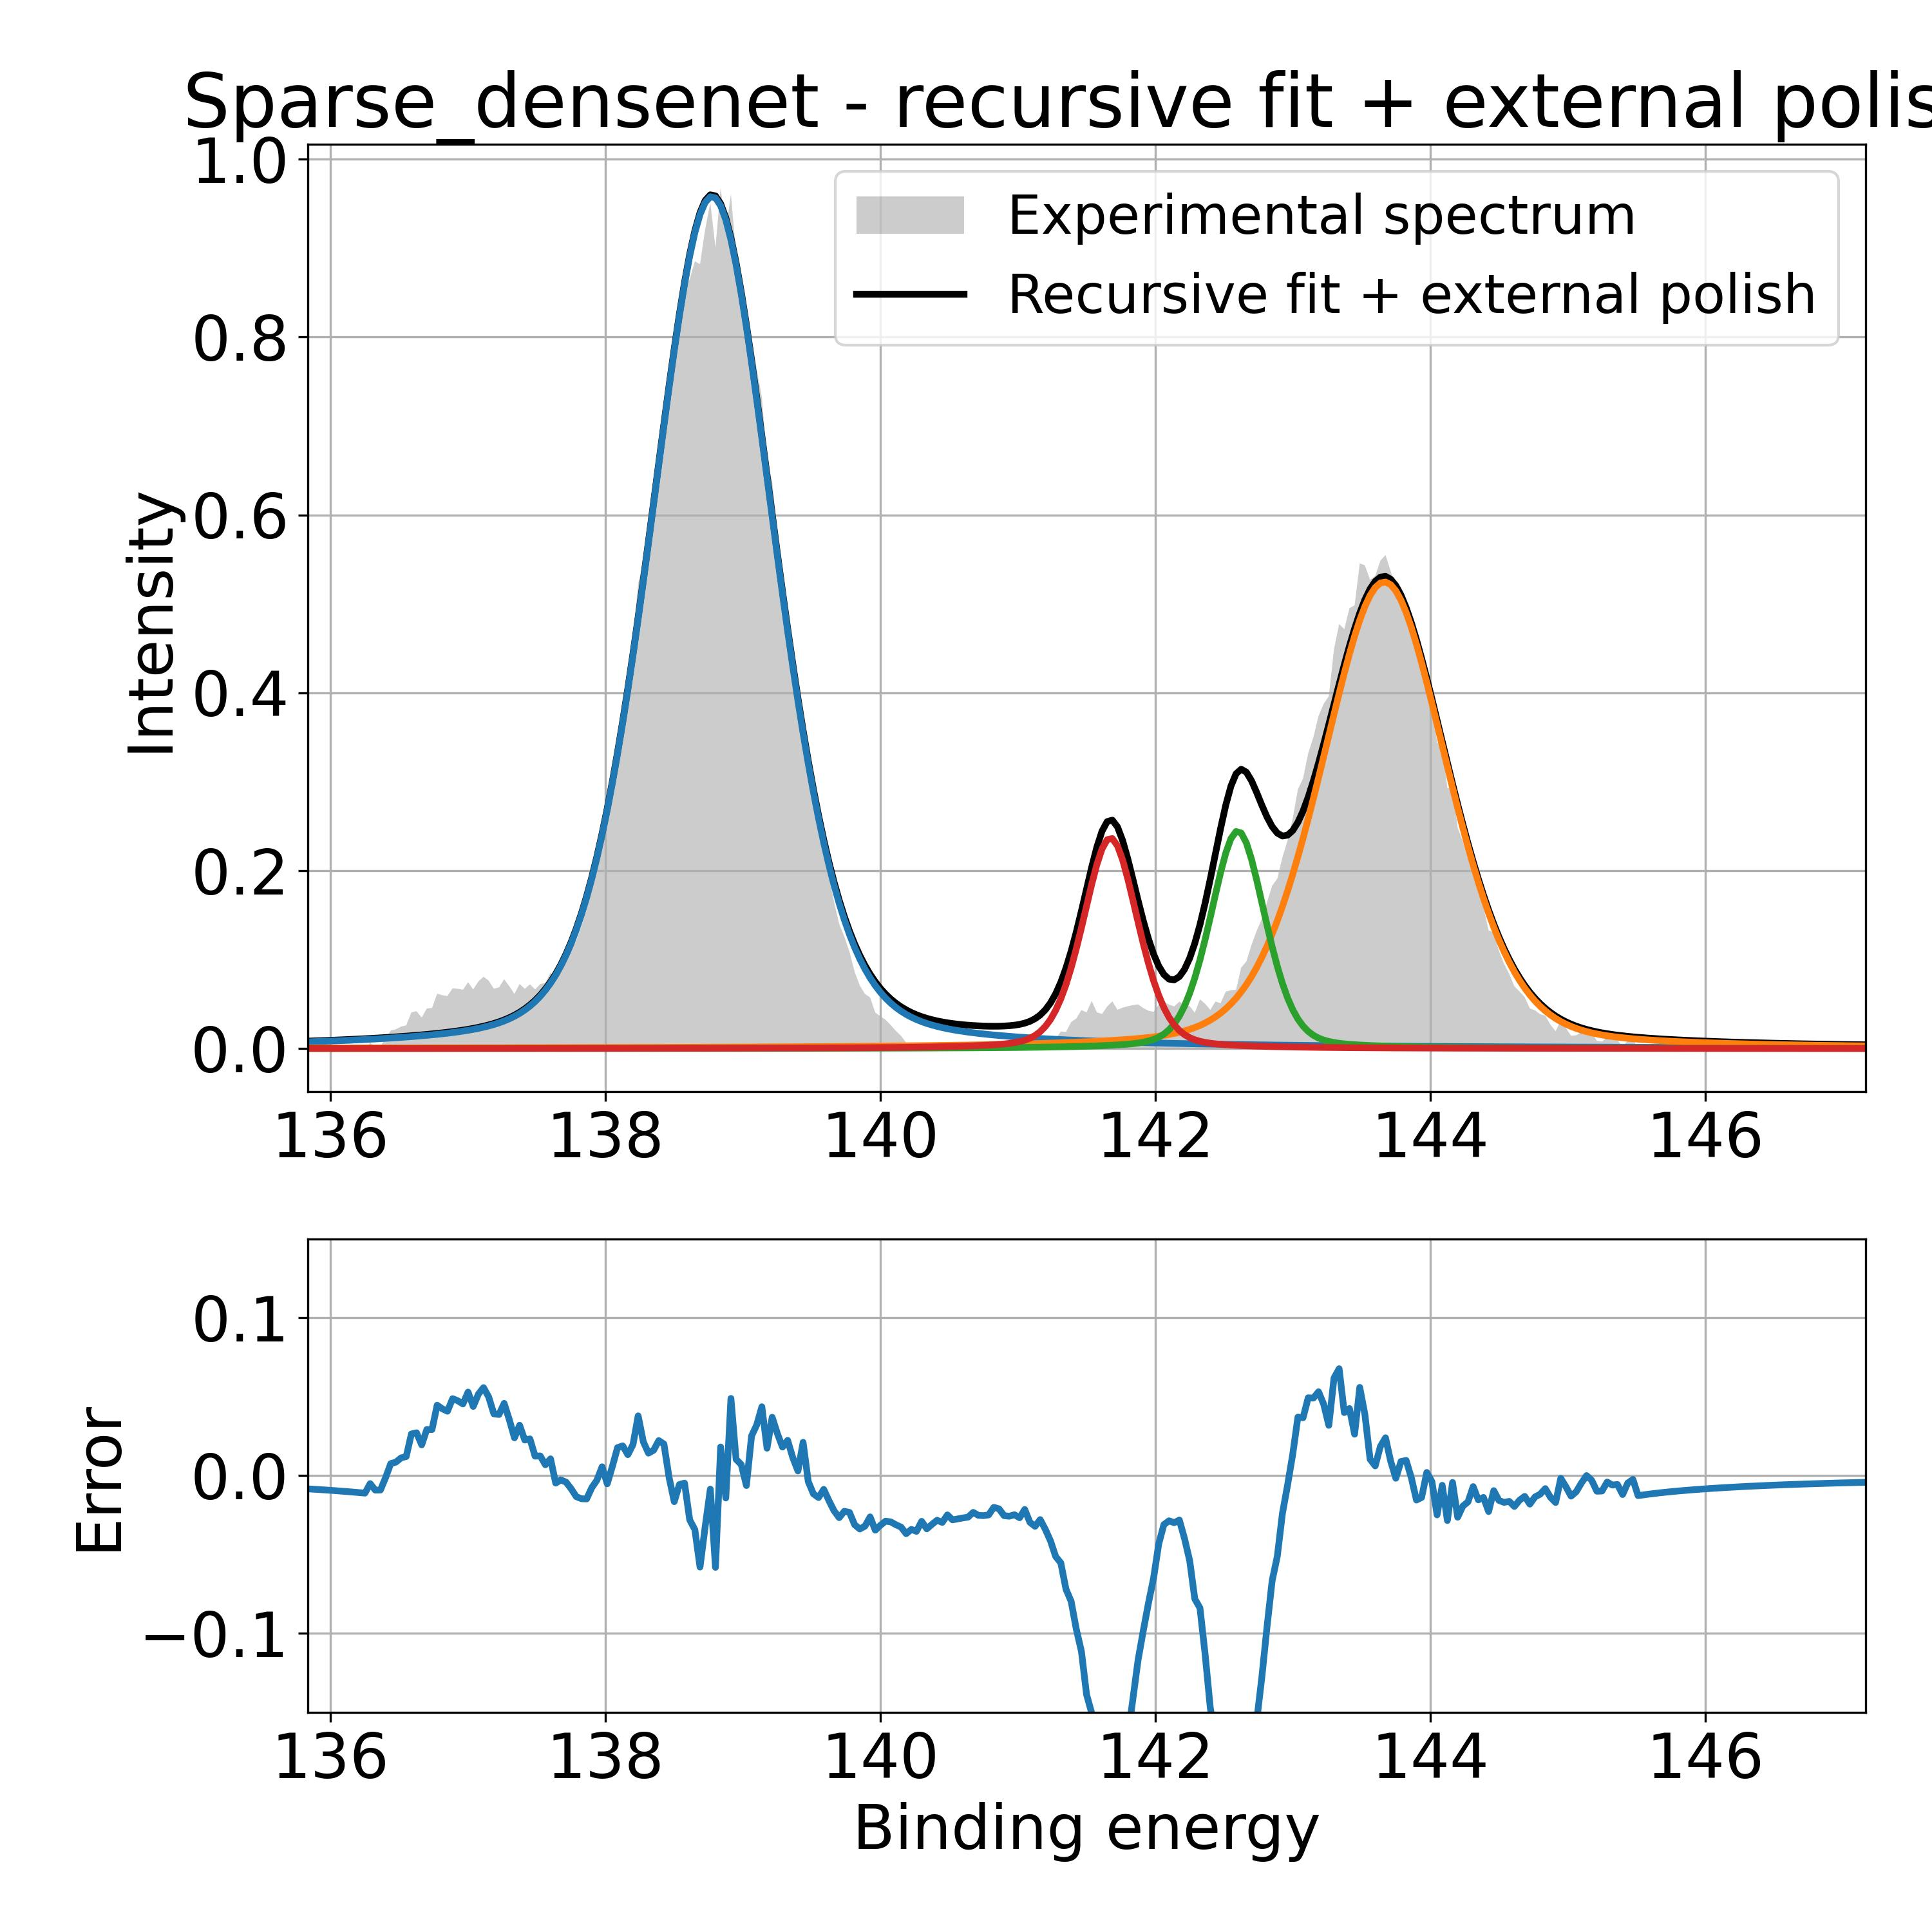 Sparse_densenet - recursive fit + external polis
1.0
0.8
0.6
0.4
0.2
0.0
Intensity
Experimental spectrum
Recursive fit + external polish
136 138 140 142 144 146
0.1
0.0
−0.1
Error
136 138 140 142 144 146
Binding energy